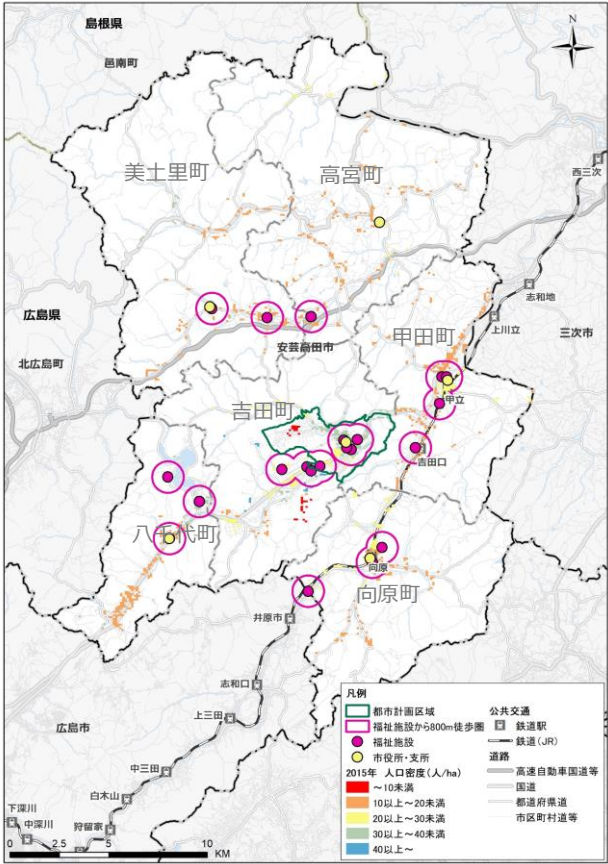 島根県
邑南町
N
美土里町
高宮町
西三次
志和地
広島県
上川立
甲田町
三次市
北広島町
安芸高田市
甲立
吉田町
吉田口
八千代町
向原
向原町
井原市
志和口
上三田
広島市
中三田
白木山
下深川
中深川
狩留家
0 2.5 5 10
KM
凡例
都市計画区域
福祉施設から800m徒歩圏
福祉施設
市役所・支所
2015年 人口密度(人/ha)
~10未満
10以上~20未満
20以上~30未満
30以上~40未満
40以上~
公共交通
鉄道駅
鉄道(JR)
道路
高速自動車国道等
国道
都道府県道
市区町村道等